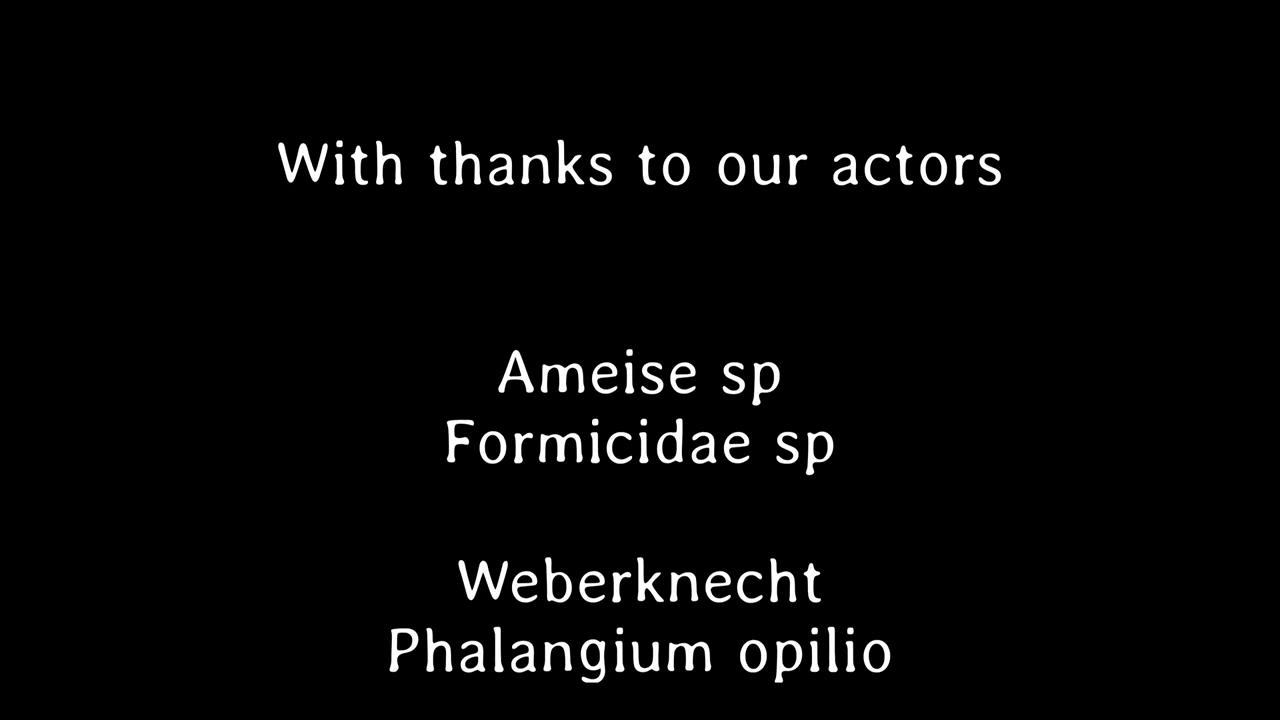 With thanks to our actors
Ameise sp
Formicidae sp
Weberknecht
Phalangium opilio